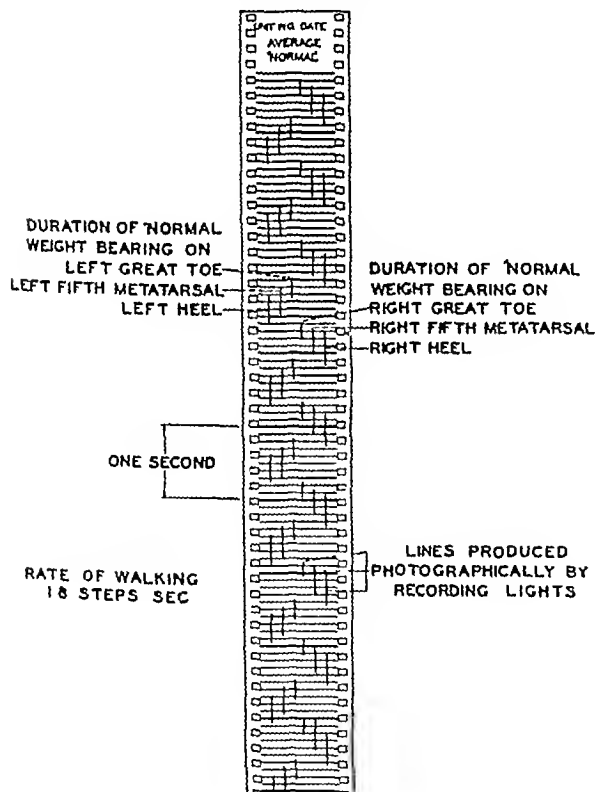 DATE
AVERAGE
"NORMAL"
DURATION OF "NORMAL
WEIGHT BEARING ON
LEFT GREAT TOE
LEFT FIFTH METATARSAL
LEFT HEEL
DURATION OF "NORMAL
WEIGHT BEARING ON
RIGHT GREAT TOE
RIGHT FIFTH METATARSAL
RIGHT HEEL
ONE SECOND
RATE OF WALKING
18 STEPS SEC
LINES PRODUCED
PHOTOGRAPHICALLY BY
RECORDING LIGHTS